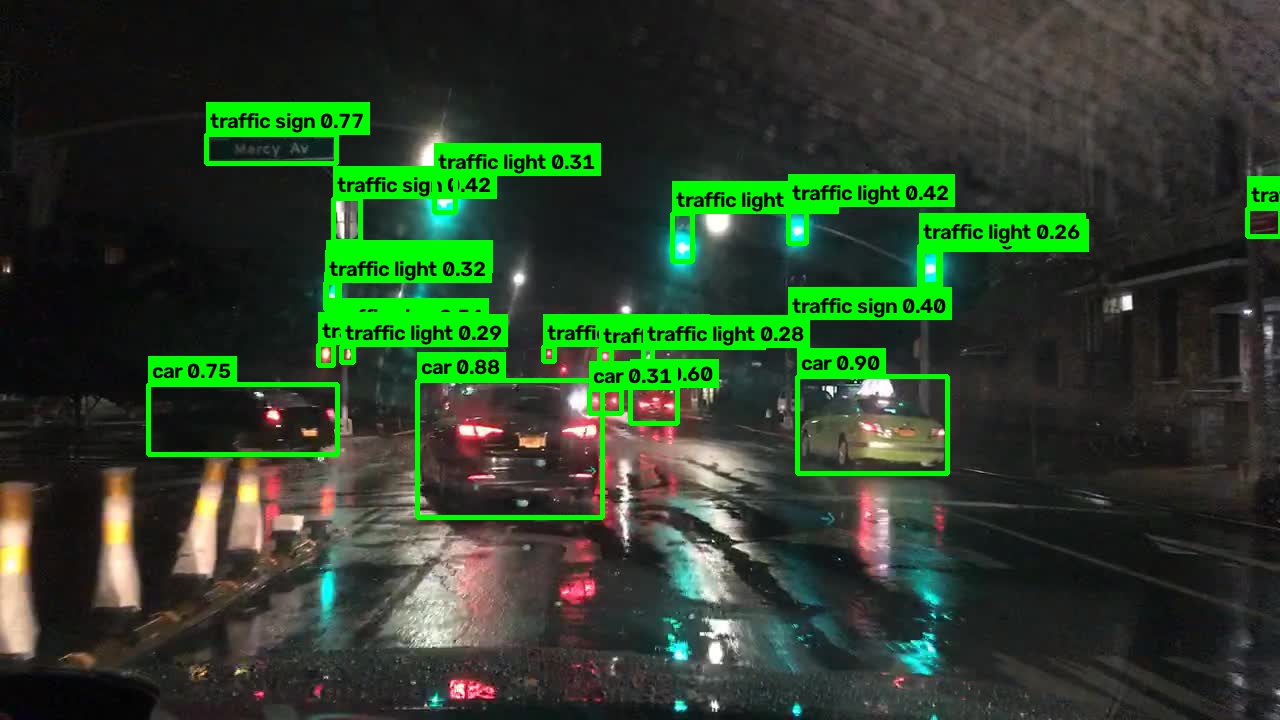 traffic sign 0.77
Marcy Av
traffic light 0.31
traffic sign 0.42
traffic light
traffic light 0.42
traffic light 0.26
traffic light 0.32
traffic sign 0.40
traffic light 0.29
traffic light 0.28
car 0.75
car 0.88
car 0.31
0.60
car 0.90